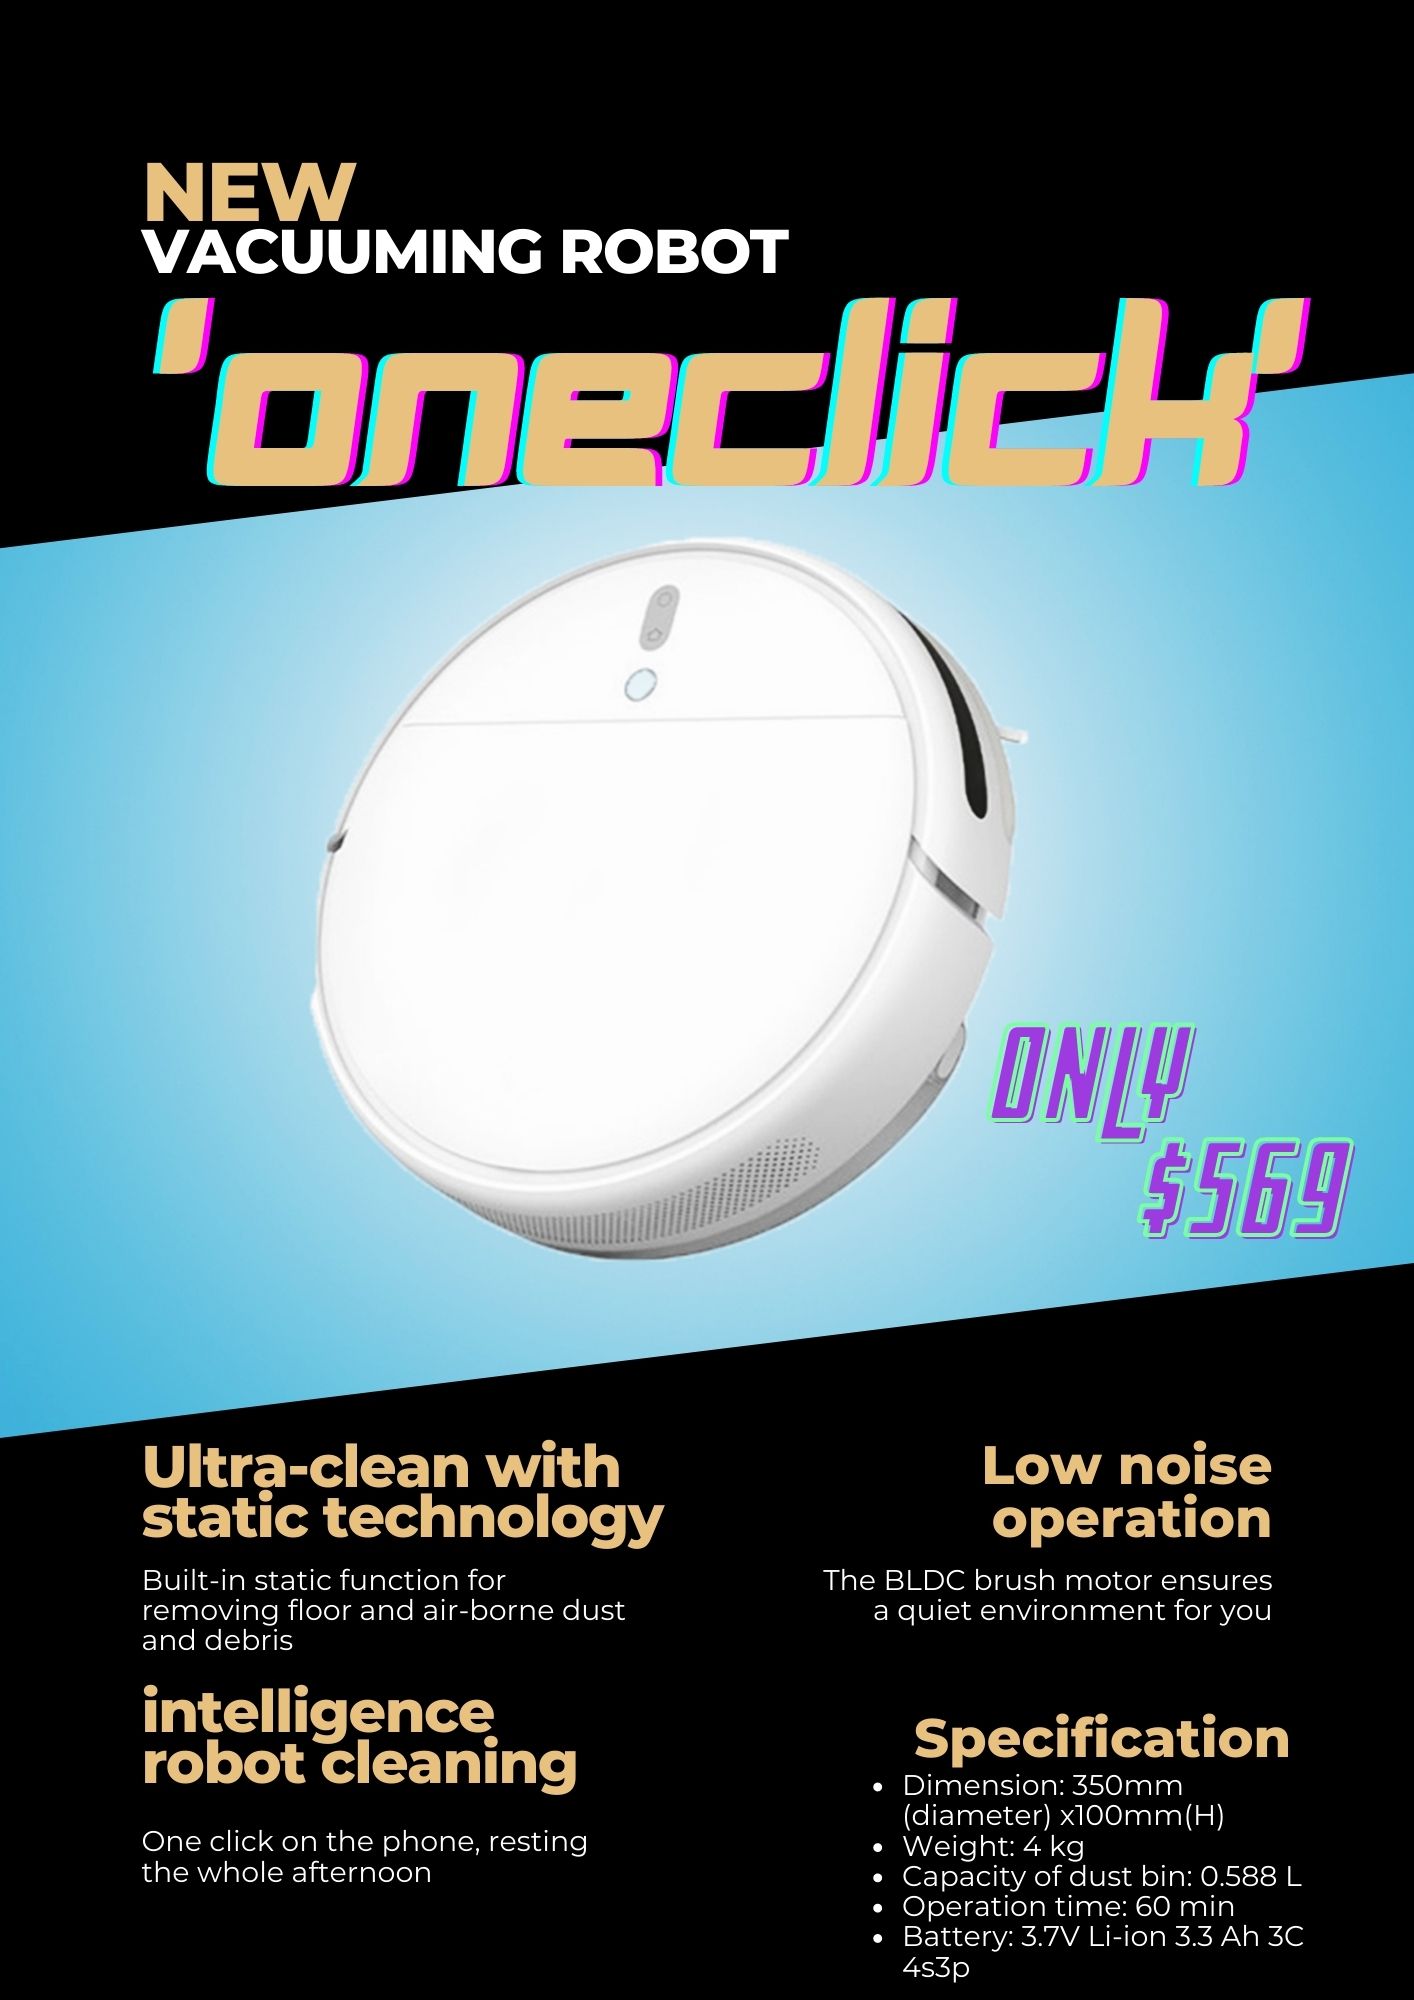 NEW
VACUUMING ROBOT
'oneclick'
ONLY
$569
Ultra-clean with
static technology
Built-in static function for
removing floor and air-borne dust
and debris
Low noise
operation
The BLDC brush motor ensures
a quiet environment for you
intelligence
robot cleaning
One click on the phone, resting
the whole afternoon
Specification
• Dimension: 350mm
(diameter) x100mm(H)
• Weight: 4 kg
• Capacity of dust bin: 0.588 L
• Operation time: 60 min
• Battery: 3.7V Li-ion 3.3 Ah 3C
4s3p